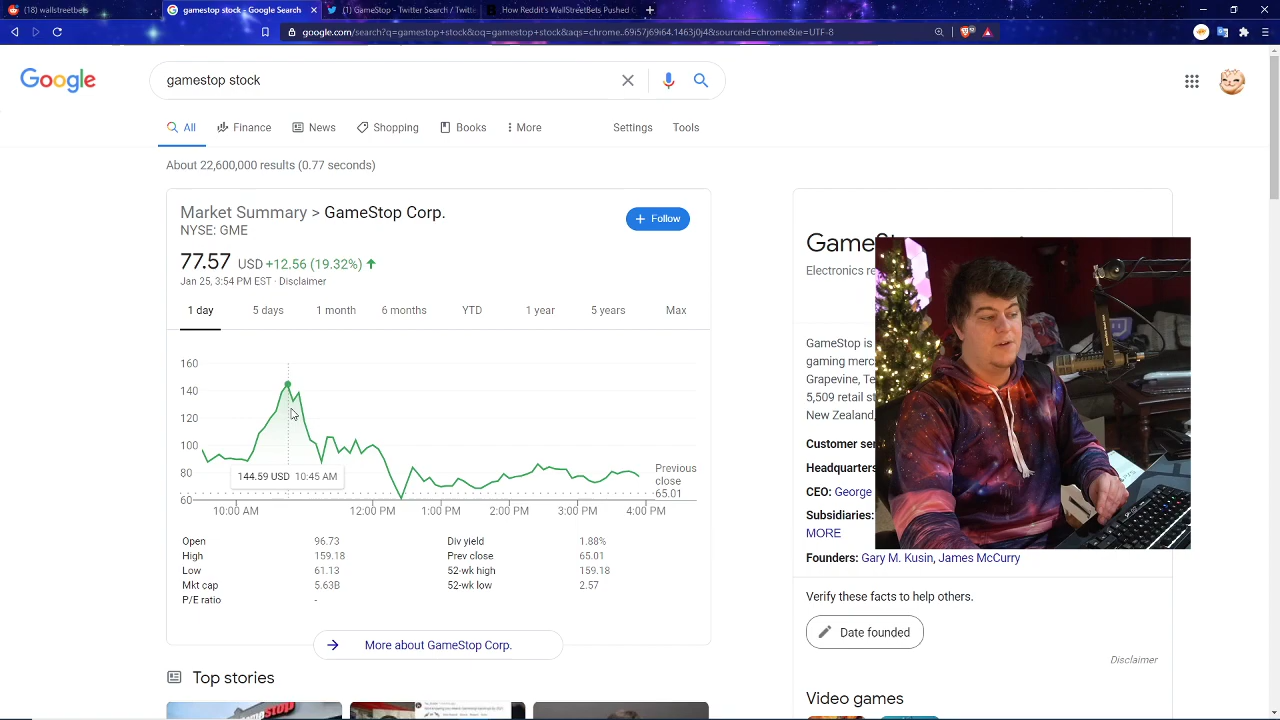 (18) wallstreetbets
gamestop stock - Google Search
(1) GameStop - Twitter Search / Twitte
How Reddit's WallStreetBets Pushed G
google.com/search?q=gamestop+stock&oq=gamestop+stock&aqs=chrome..69i57j69i64.1463j0j4&sourceid=chrome&ie=UTF-8
Google
gamestop stock
All
Finance
News
Shopping
Books
More
Settings
Tools
About 22,600,000 results (0.77 seconds)
Market Summary > GameStop Corp.
NYSE: GME
+ Follow
77.57 USD +12.56 (19.32%)
Jan 25, 3:54 PM EST · Disclaimer
1 day
5 days
1 month
6 months
YTD
1 year
5 years
Max
160
140
120
100
80
60
144.59 USD 10:45 AM
Previous
close
65.01
10:00 AM
12:00 PM
1:00 PM
2:00 PM
3:00 PM
4:00 PM
Open 96.73
High 159.18
Low 61.13
Mkt cap 5.63B
P/E ratio -
Div yield 1.88%
Prev close 65.01
52-wk high 159.18
52-wk low 2.57
More about GameStop Corp.
Top stories
GameSt
Electronics re
GameStop is
gaming merc
Grapevine, Te
5,509 retail st
New Zealand,
Customer ser
Headquarters
CEO: George
Subsidiaries:
MORE
Founders: Gary M. Kusin, James McCurry
Verify these facts to help others.
Date founded
Disclaimer
Video games